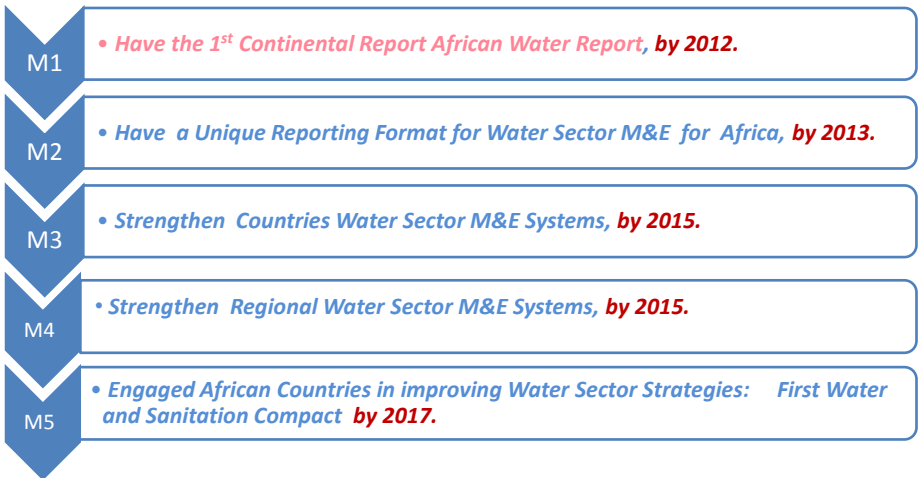 M1
• Have the 1st Continental Report African Water Report, by 2012.
M2
• Have a Unique Reporting Format for Water Sector M&E for Africa, by 2013.
M3
• Strengthen Countries Water Sector M&E Systems, by 2015.
M4
• Strengthen Regional Water Sector M&E Systems, by 2015.
M5
• Engaged African Countries in improving Water Sector Strategies: First Water
and Sanitation Compact by 2017.